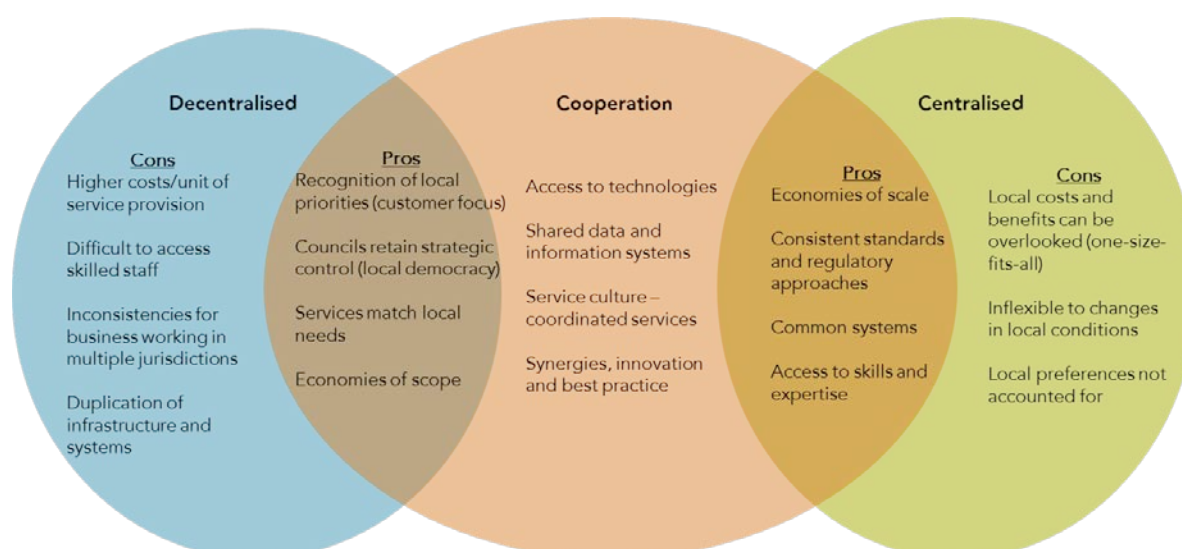 Decentralised
Cons
Higher costs/unit of
service provision
Difficult to access
skilled staff
Inconsistencies for
business working in
multiple jurisdictions
Duplication of
infrastructure and
systems
Pros
Recognition of local
priorities (customer focus)
Councils retain strategic
control (local democracy)
Services match local
needs
Economies of scope
Cooperation
Access to technologies
Shared data and
information systems
Service culture –
coordinated services
Synergies, innovation
and best practice
Centralised
Pros
Economies of scale
Consistent standards
and regulatory
approaches
Common systems
Access to skills and
expertise
Cons
Local costs and
benefits can be
overlooked (one-size-
fits-all)
Inflexible to changes
in local conditions
Local preferences not
accounted for